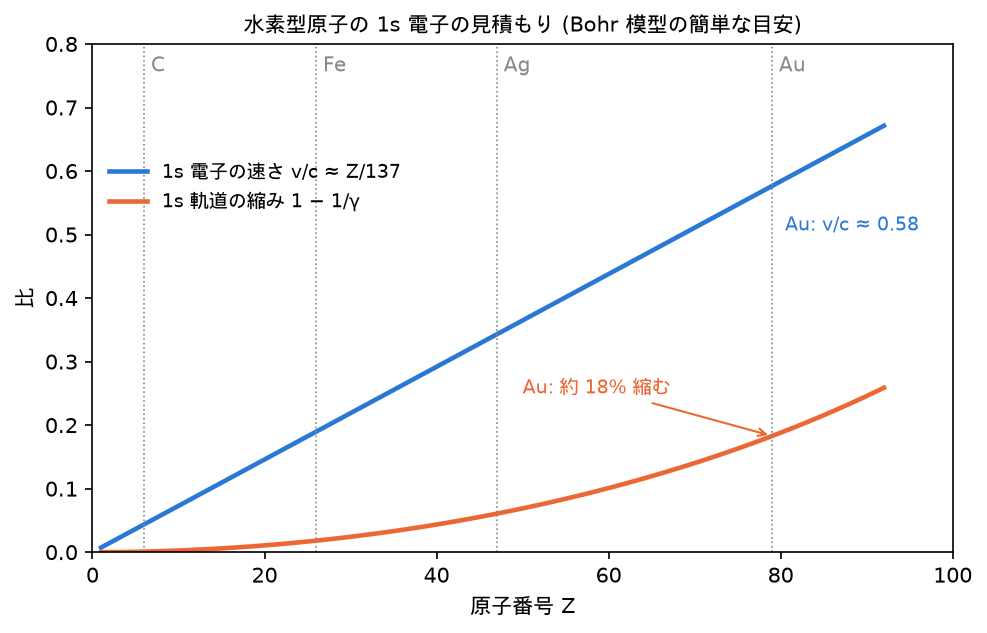 水素型原子の 1s 電子の見積もり (Bohr 模型の簡単な目安)
0.8
0.7
0.6
0.5
0.4
0.3
0.2
0.1
0.0
比
C
Fe
Ag
Au
1s 電子の速さ v/c ≈ Z/137
1s 軌道の縮み 1 − 1/γ
Au: v/c ≈ 0.58
Au: 約 18% 縮む
0
20
40
60
80
100
原子番号 Z